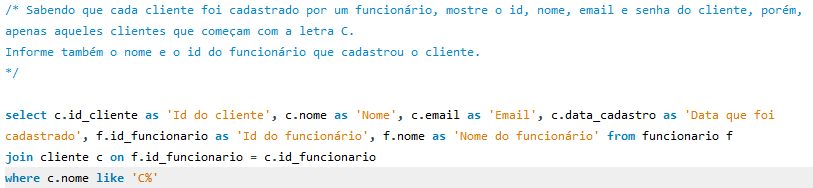 /* Sabendo que cada cliente foi cadastrado por um funcionário, mostre o id, nome, email e senha do cliente, porém,
apenas aqueles clientes que começam com a letra C.
Informe também o nome e o id do funcionário que cadastrou o cliente.
*/
select c.id_cliente as 'Id do cliente', c.nome as 'Nome', c.email as 'Email', c.data_cadastro as 'Data que foi
cadastrado', f.id_funcionario as 'Id do funcionário', f.nome as 'Nome do funcionário' from funcionario f
join cliente c on f.id_funcionario = c.id_funcionario
where c.nome like 'C%'